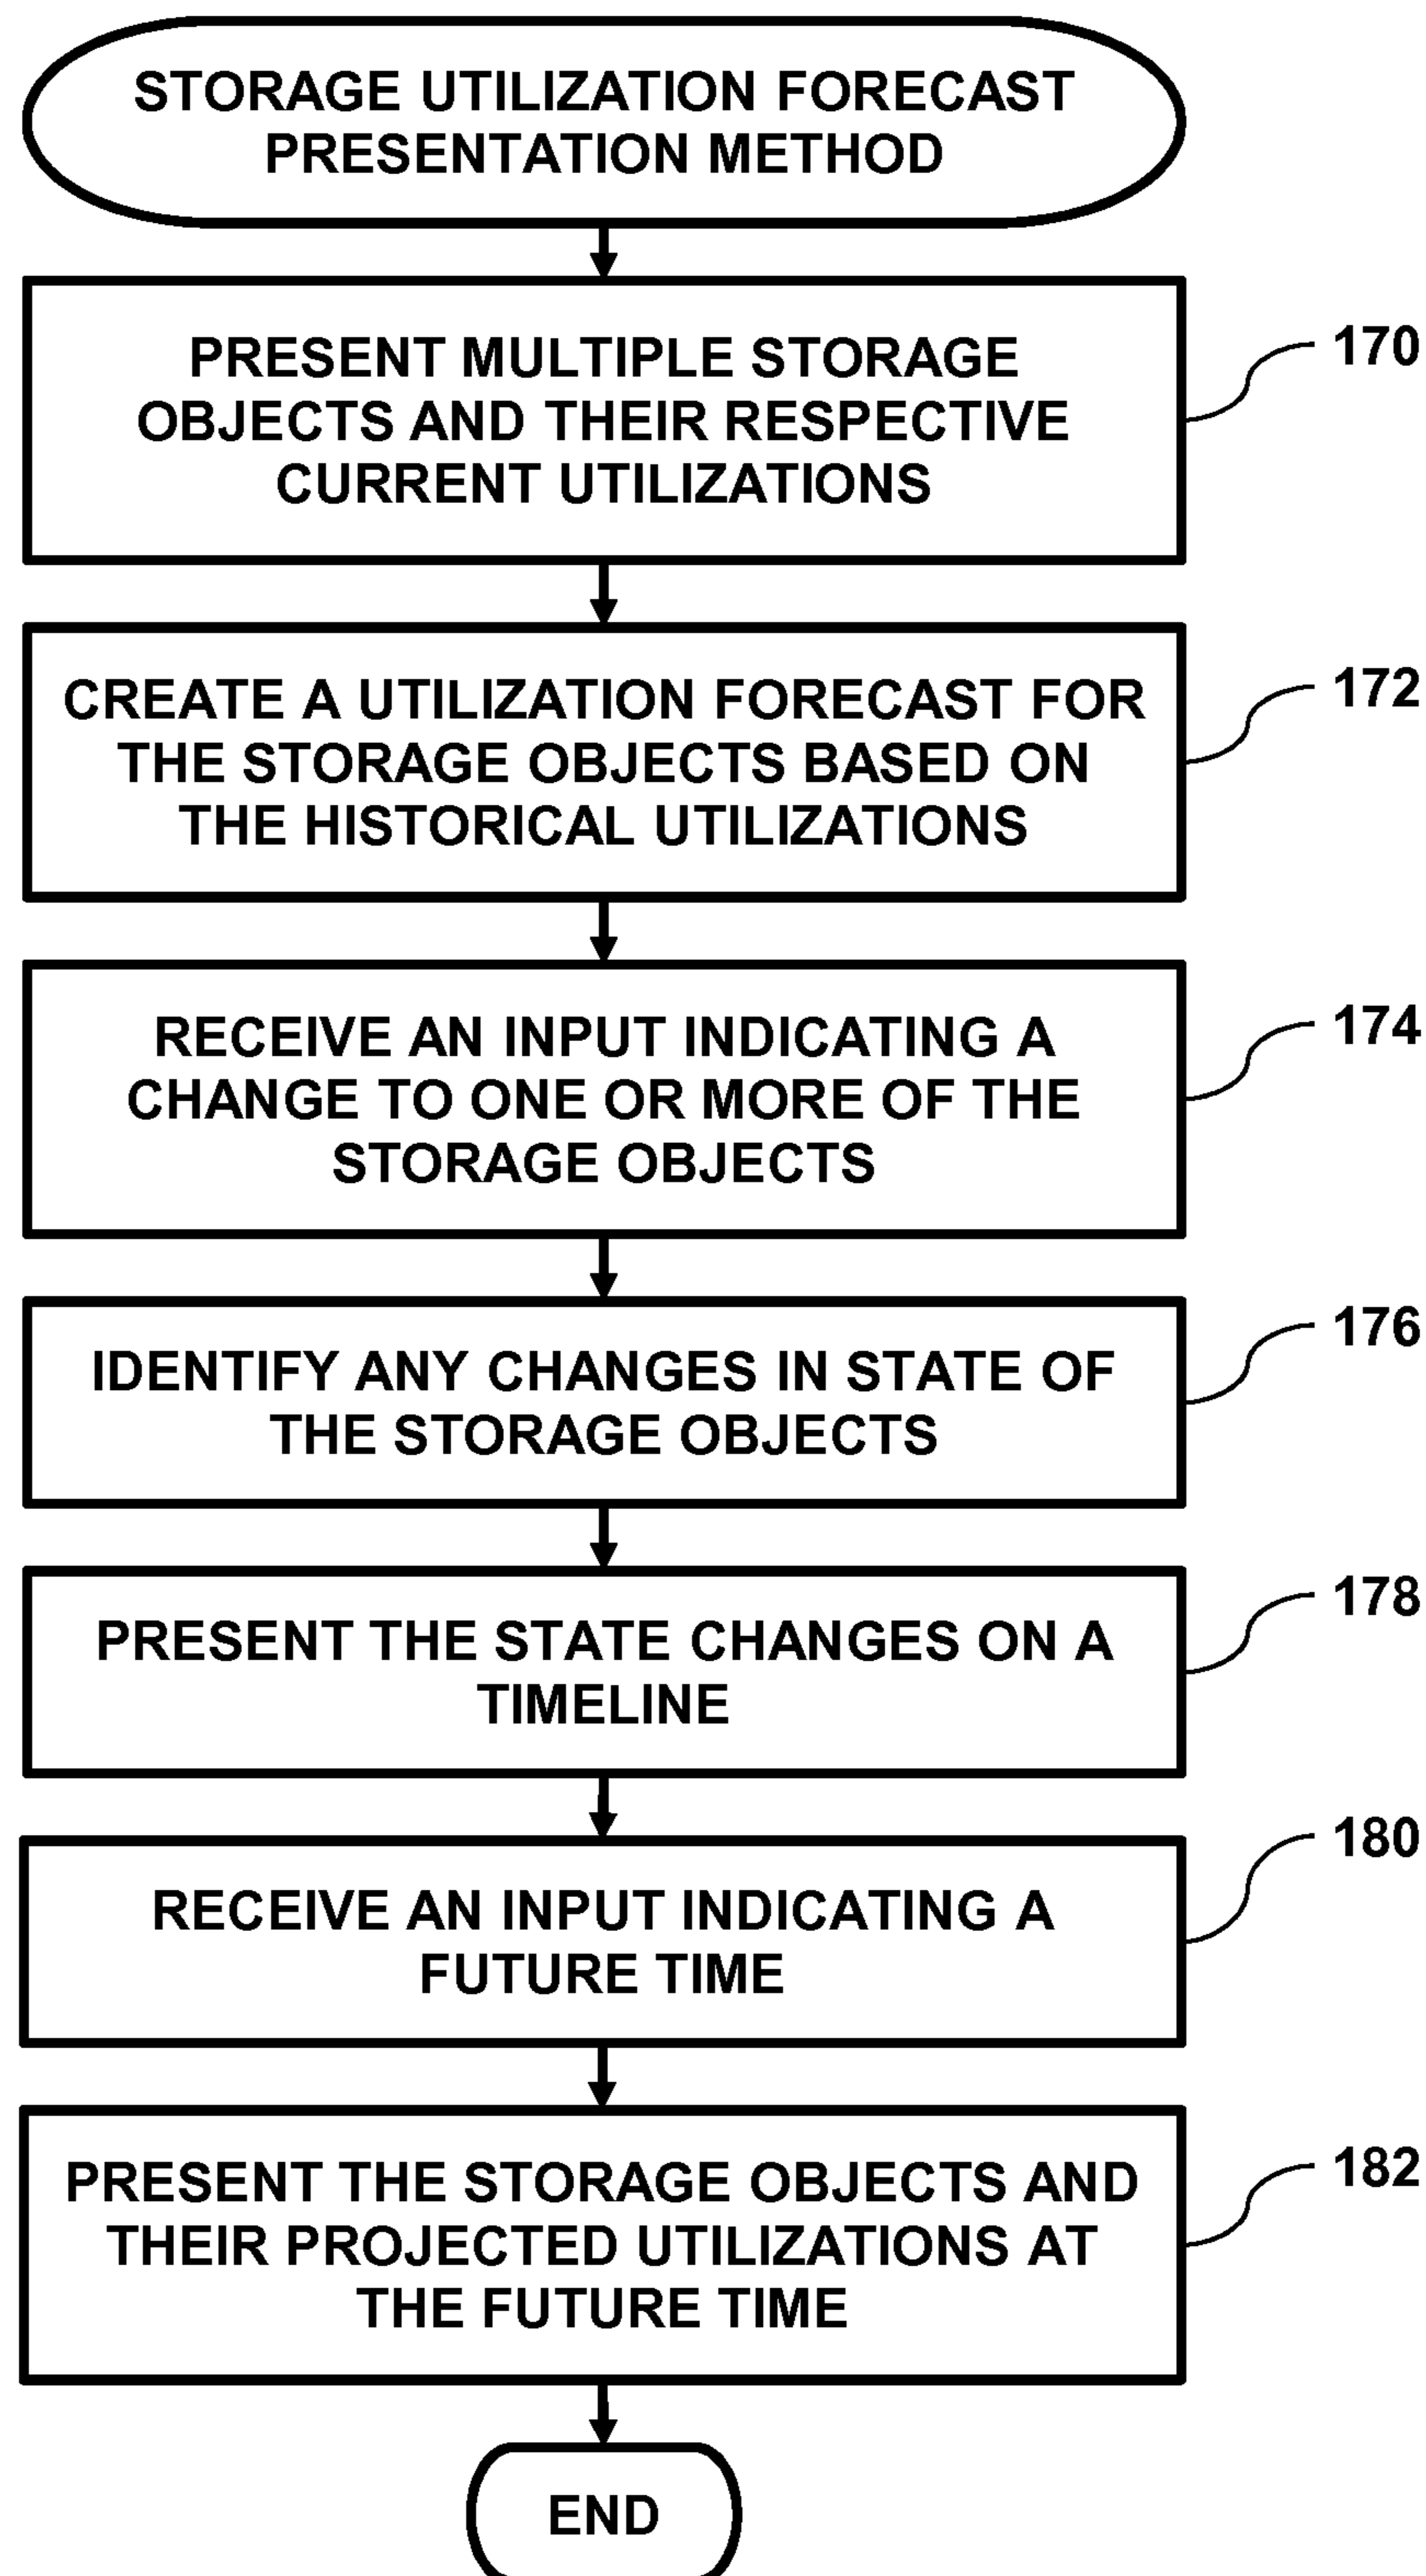 STORAGE UTILIZATION FORECAST
PRESENTATION METHOD
PRESENT MULTIPLE STORAGE
OBJECTS AND THEIR RESPECTIVE
CURRENT UTILIZATIONS
170
CREATE A UTILIZATION FORECAST FOR
THE STORAGE OBJECTS BASED ON
THE HISTORICAL UTILIZATIONS
172
RECEIVE AN INPUT INDICATING A
CHANGE TO ONE OR MORE OF THE
STORAGE OBJECTS
174
IDENTIFY ANY CHANGES IN STATE OF
THE STORAGE OBJECTS
176
PRESENT THE STATE CHANGES ON A
TIMELINE
178
RECEIVE AN INPUT INDICATING A
FUTURE TIME
180
PRESENT THE STORAGE OBJECTS AND
THEIR PROJECTED UTILIZATIONS AT
THE FUTURE TIME
182
END